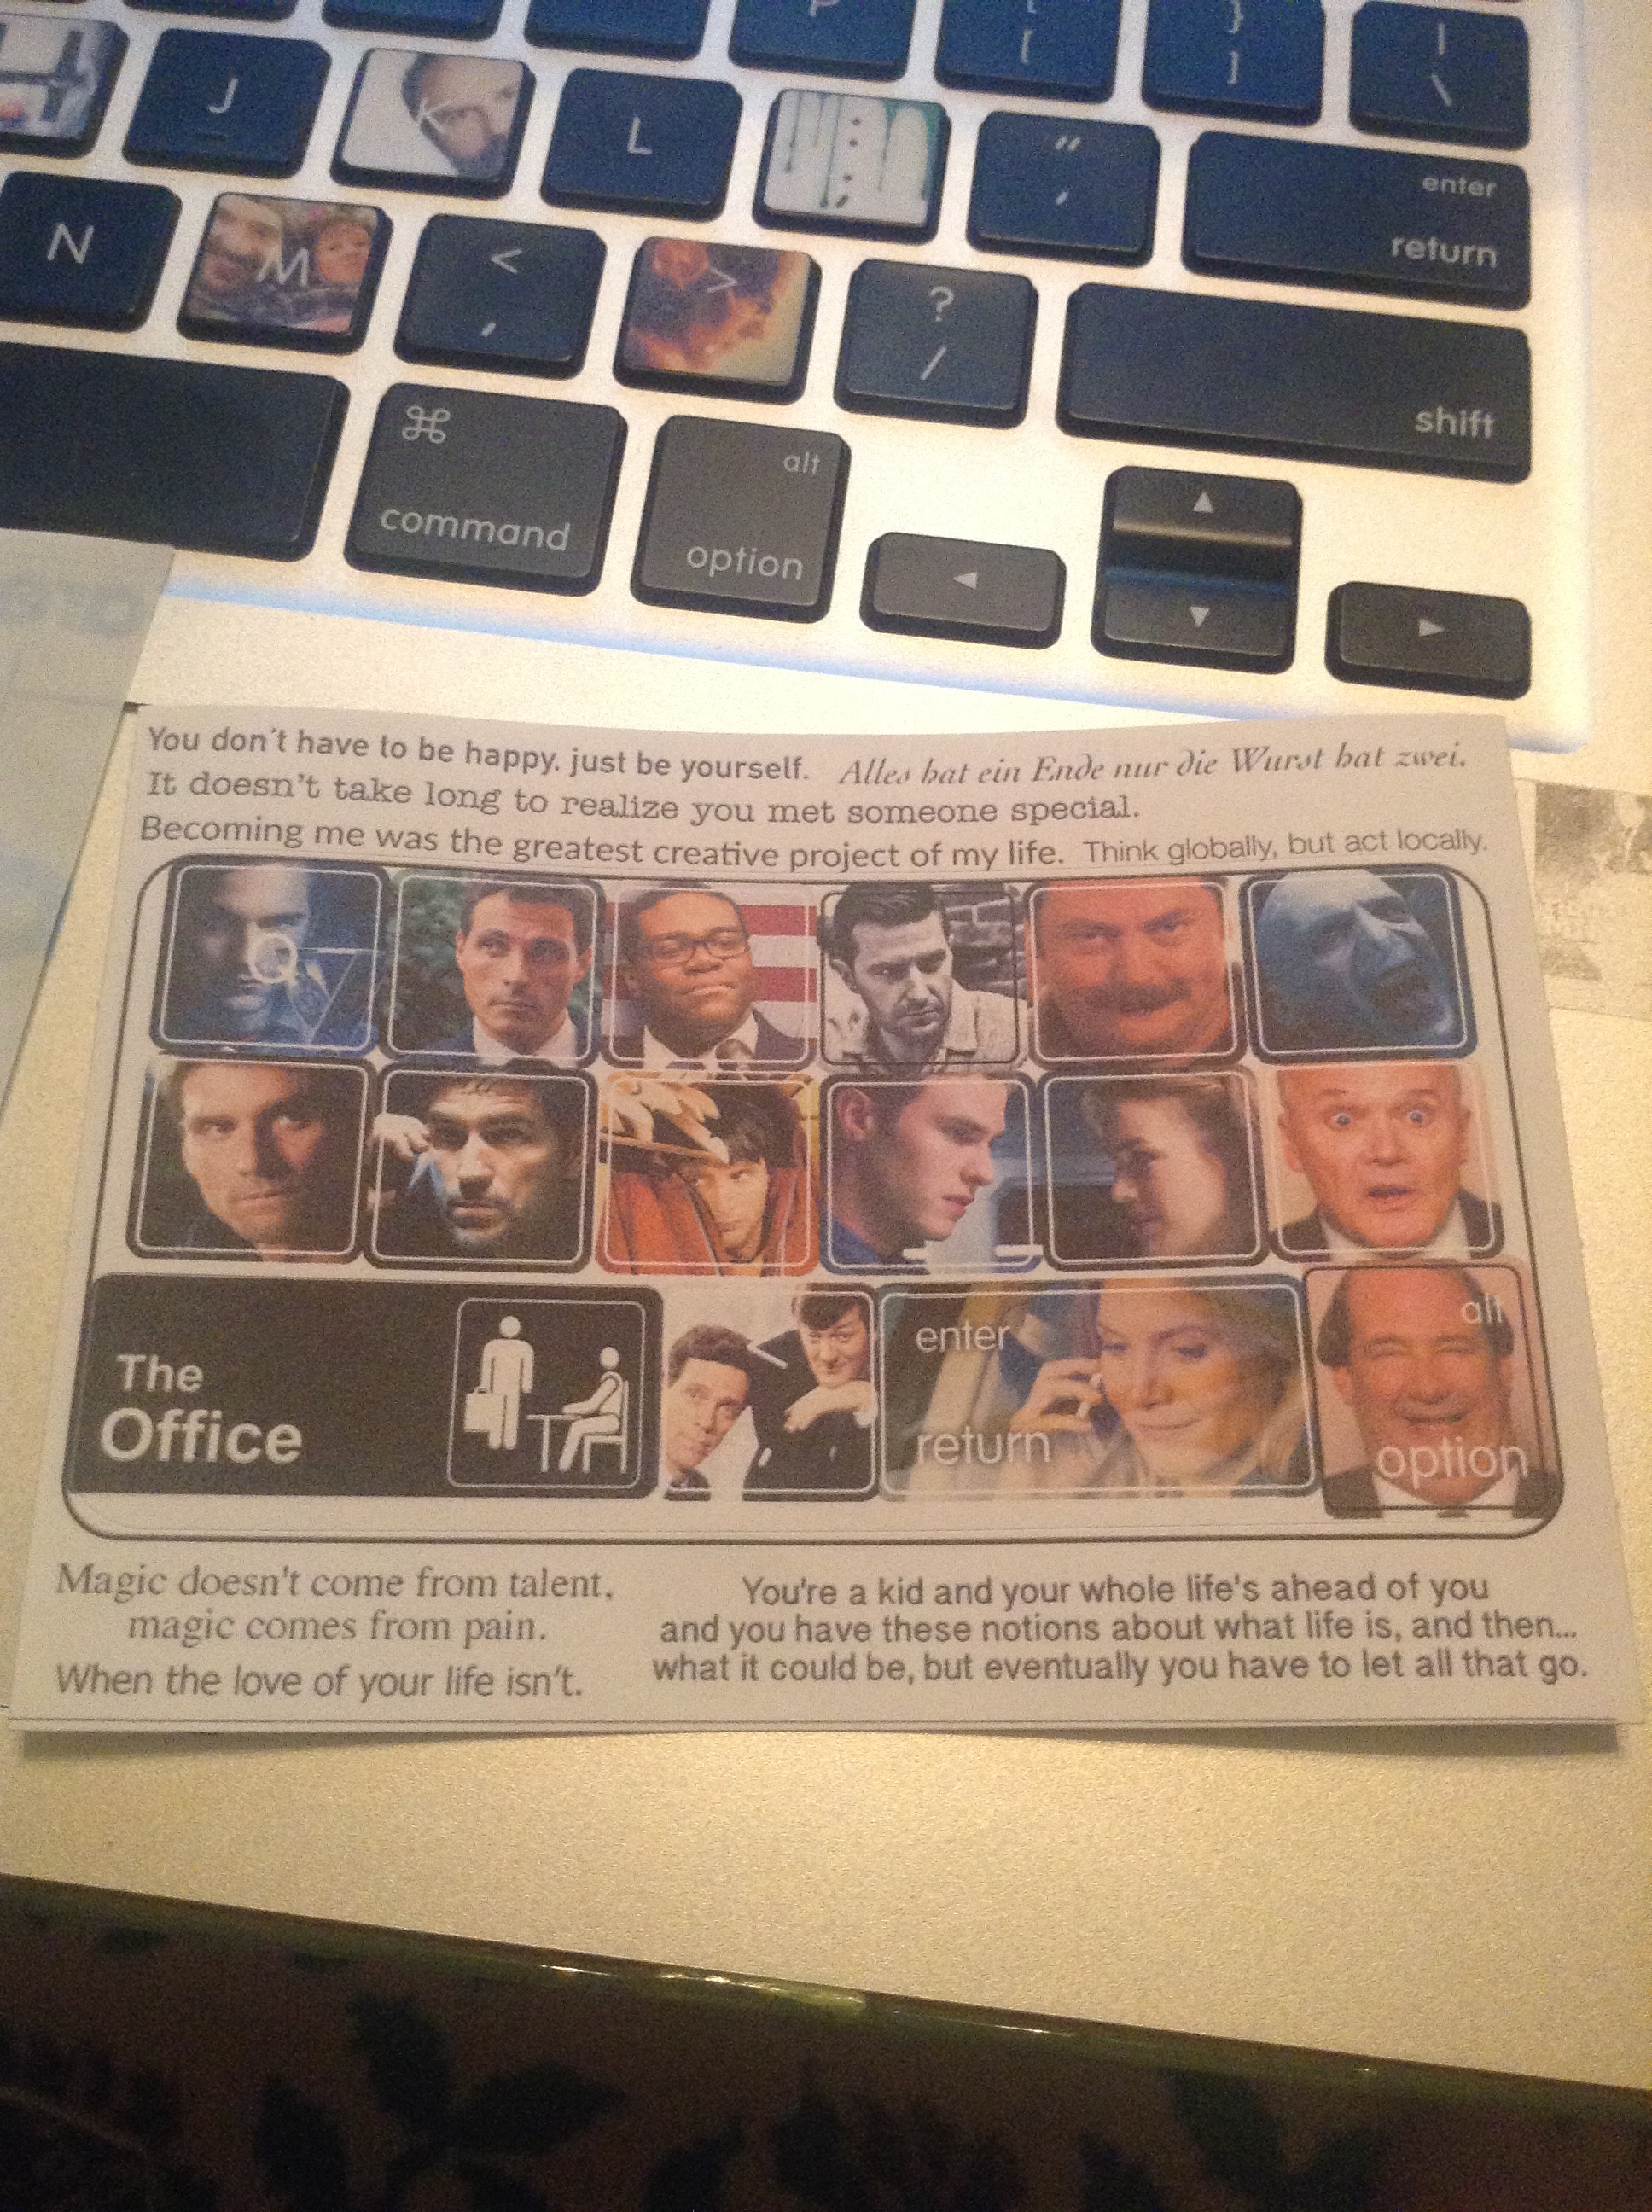 P { [ } ] | \
J K L " '
enter
return
N M < , > ? /
shift
⌘
command
alt
option
You don't have to be happy. just be yourself. Alles hat ein Ende nur die Wurst hat zwei.
It doesn't take long to realize you met someone special.
Becoming me was the greatest creative project of my life. Think globally, but act locally.
Q
The
Office
<
enter
return
alt
option
Magic doesn't come from talent,
magic comes from pain.
When the love of your life isn't.
You're a kid and your whole life's ahead of you
and you have these notions about what life is, and then...
what it could be, but eventually you have to let all that go.